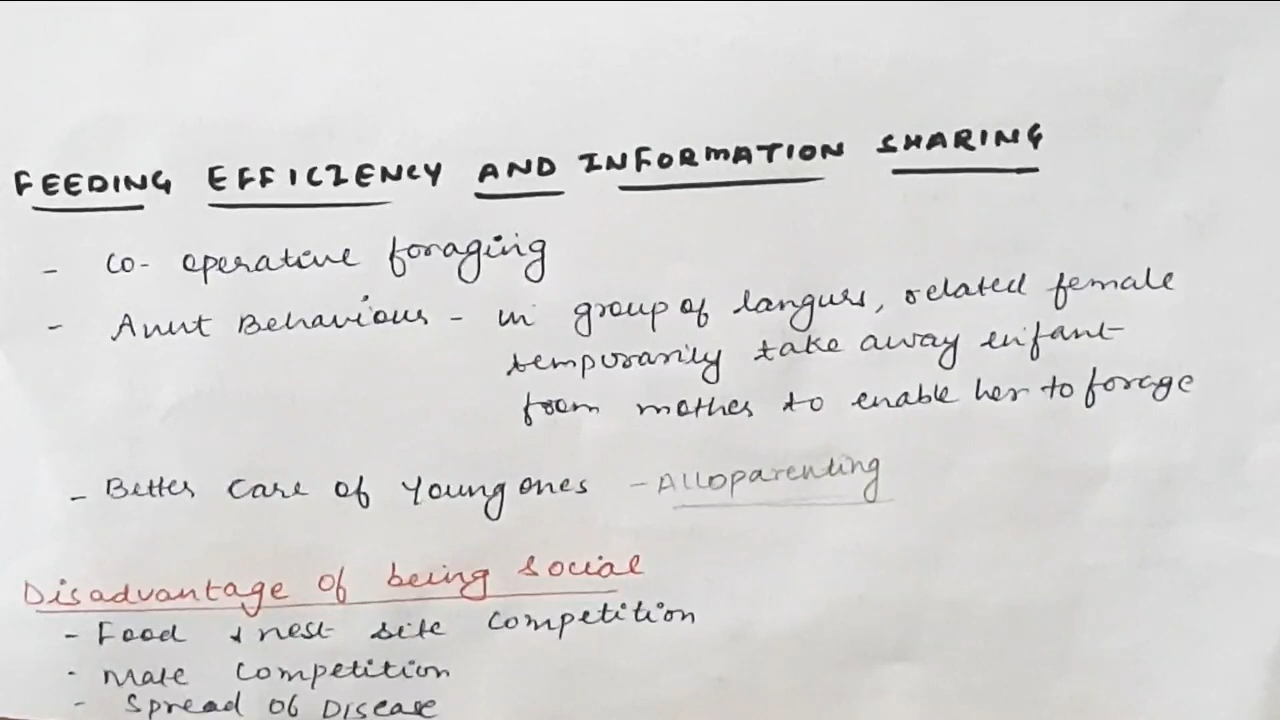 FEEDING EFFICIENCY AND INFORMATION SHARING
- Co-operative foraging
- Aunt Behaviour - in group of langurs, related female
temporarily take away infant
from mother to enable her to forage
- Better care of young ones - Alloparenting
Disadvantage of being social
- Food & nest site competition
- Mate competition
- Spread of Disease